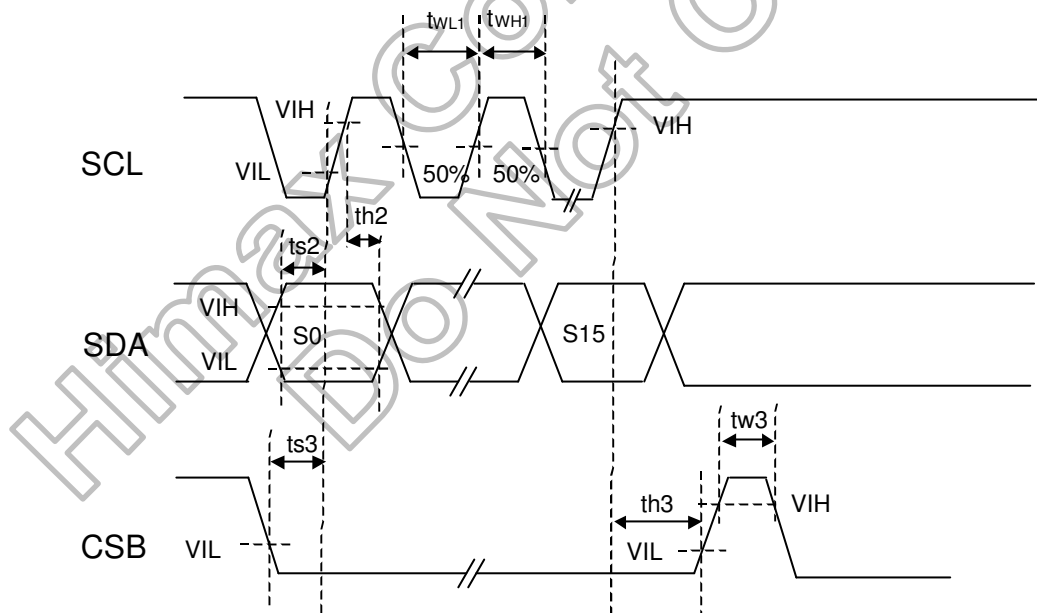 tWL1 tWH1
VIH
VIH
SCL
VIL
50% 50%
th2
ts2
VIH
SDA
S0
S15
VIL
tw3
ts3
th3
VIH
CSB
VIL
VIL
Himax Co
Do Not